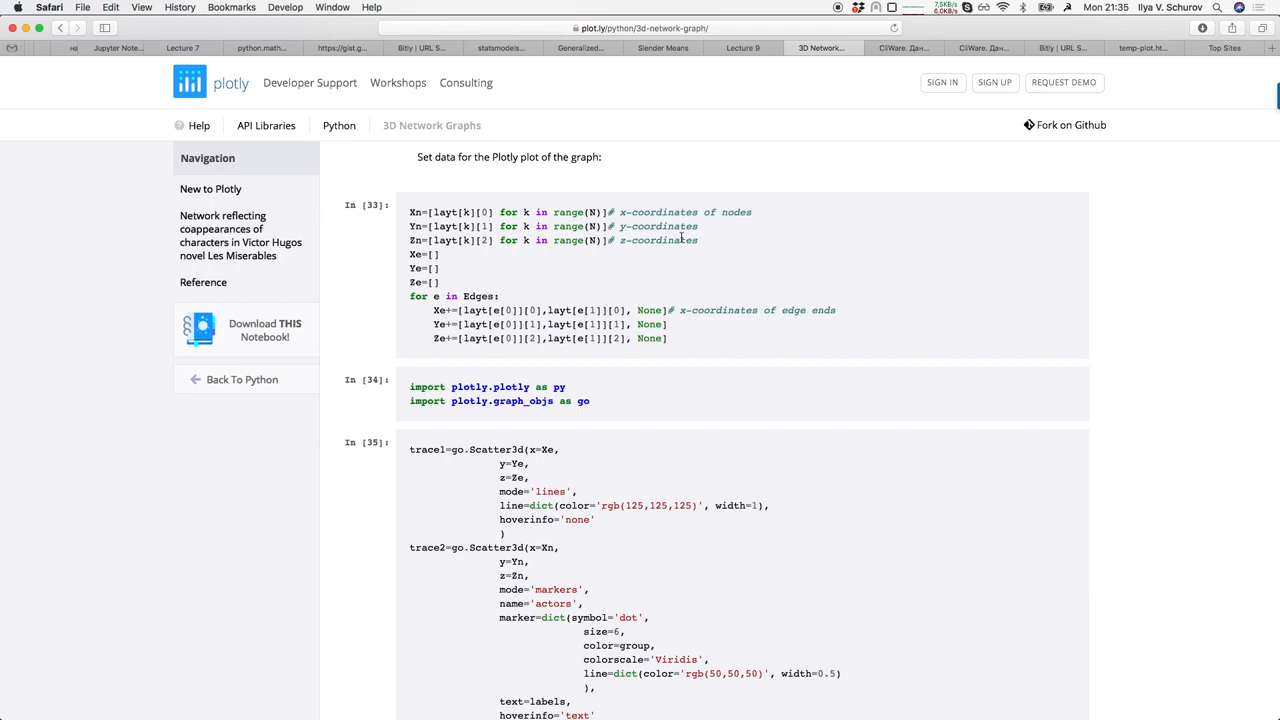 Safari File Edit View History Bookmarks Develop Window Help
7,5KB/s
6,0KB/s
Mon 21:35 Ilya V. Schurov
plot.ly/python/3d-network-graph/
Jupyter Note... Lecture 7 python.math... https://gist.g... Bitly | URL S... statsmodels... Generalized... Slender Means Lecture 9 3D Network... CliWare. Дан... CliWare. Дан... Bitly | URL S... temp-plot.ht... Top Sites
plotly Developer Support Workshops Consulting SIGN IN SIGN UP REQUEST DEMO
Help API Libraries Python 3D Network Graphs Fork on Github
Navigation
New to Plotly
Network reflecting
coappearances of
characters in Victor Hugos
novel Les Miserables
Reference
Download THIS
Notebook!
Back To Python
Set data for the Plotly plot of the graph:
In [33]:
Xn=[layt[k][0] for k in range(N)]# x-coordinates of nodes
Yn=[layt[k][1] for k in range(N)]# y-coordinates
Zn=[layt[k][2] for k in range(N)]# z-coordinates
Xe=[]
Ye=[]
Ze=[]
for e in Edges:
Xe+=[layt[e[0]][0],layt[e[1]][0], None]# x-coordinates of edge ends
Ye+=[layt[e[0]][1],layt[e[1]][1], None]
Ze+=[layt[e[0]][2],layt[e[1]][2], None]
In [34]:
import plotly.plotly as py
import plotly.graph_objs as go
In [35]:
trace1=go.Scatter3d(x=Xe,
y=Ye,
z=Ze,
mode='lines',
line=dict(color='rgb(125,125,125)', width=1),
hoverinfo='none'
)
trace2=go.Scatter3d(x=Xn,
y=Yn,
z=Zn,
mode='markers',
name='actors',
marker=dict(symbol='dot',
size=6,
color=group,
colorscale='Viridis',
line=dict(color='rgb(50,50,50)', width=0.5)
),
text=labels,
hoverinfo='text'